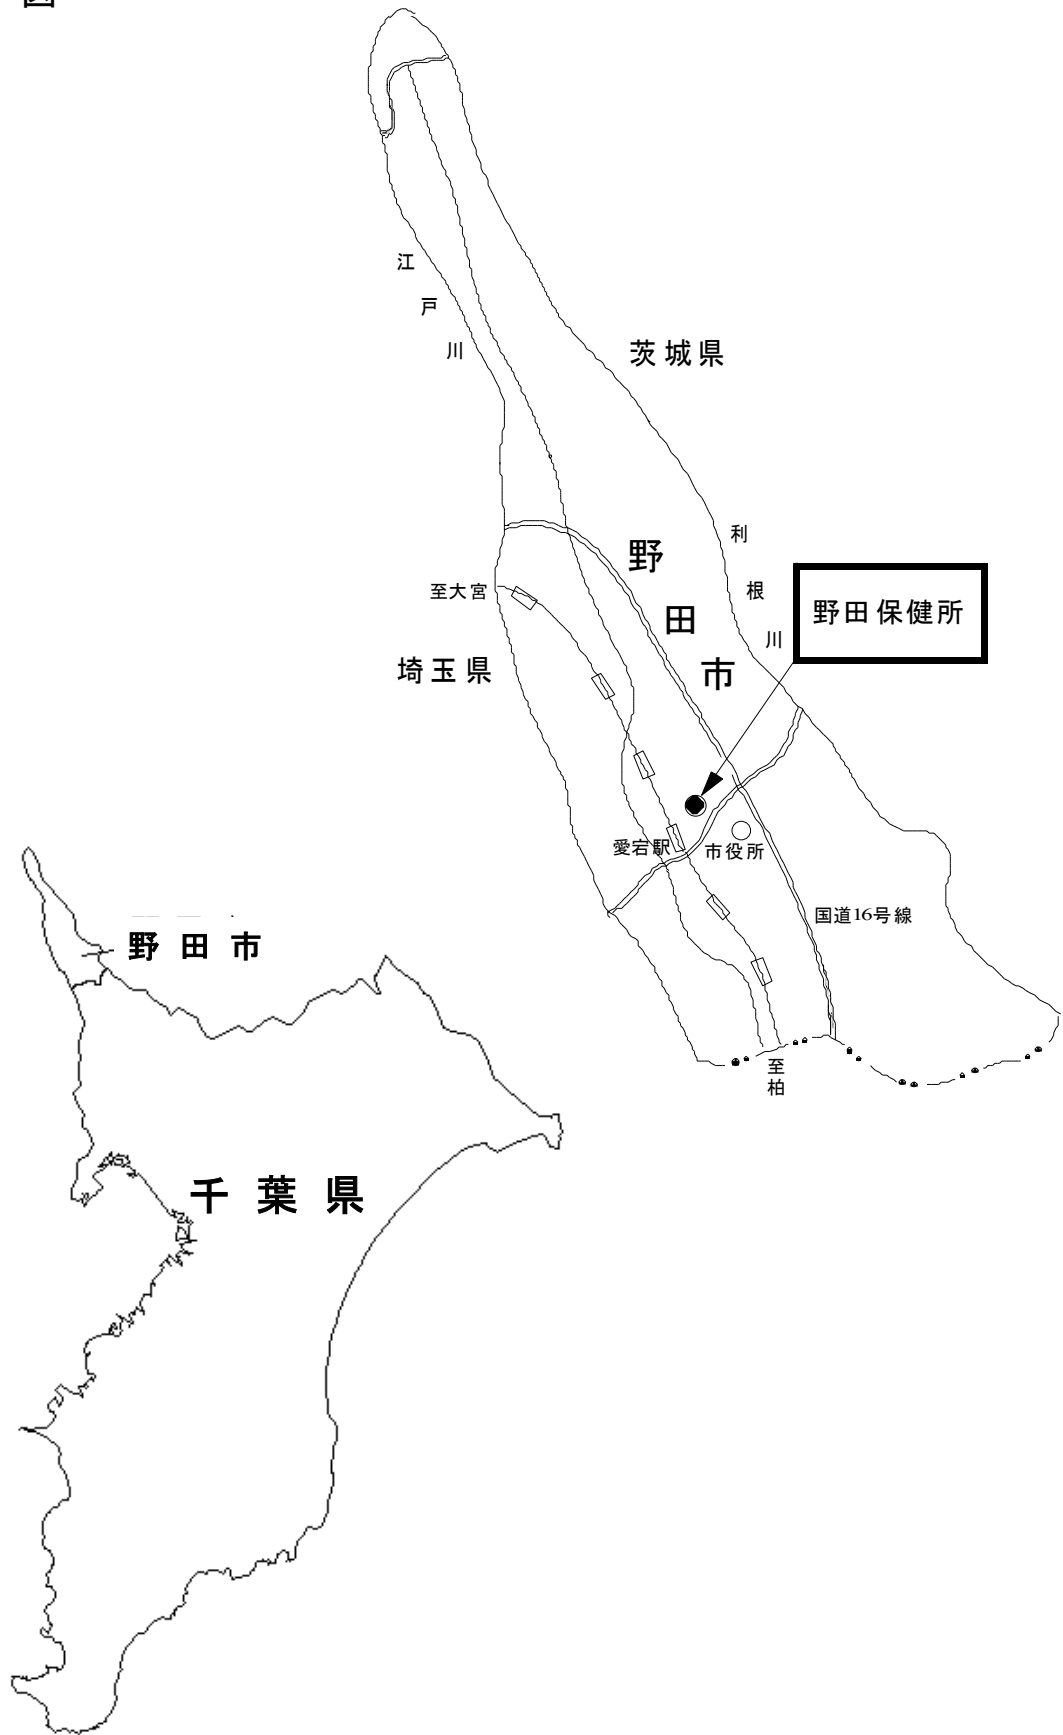 江戸川
茨城県
利根川
野田市
野田保健所
至大宮
埼玉県
愛宕駅
市役所
国道16号線
至柏
野田市
千葉県